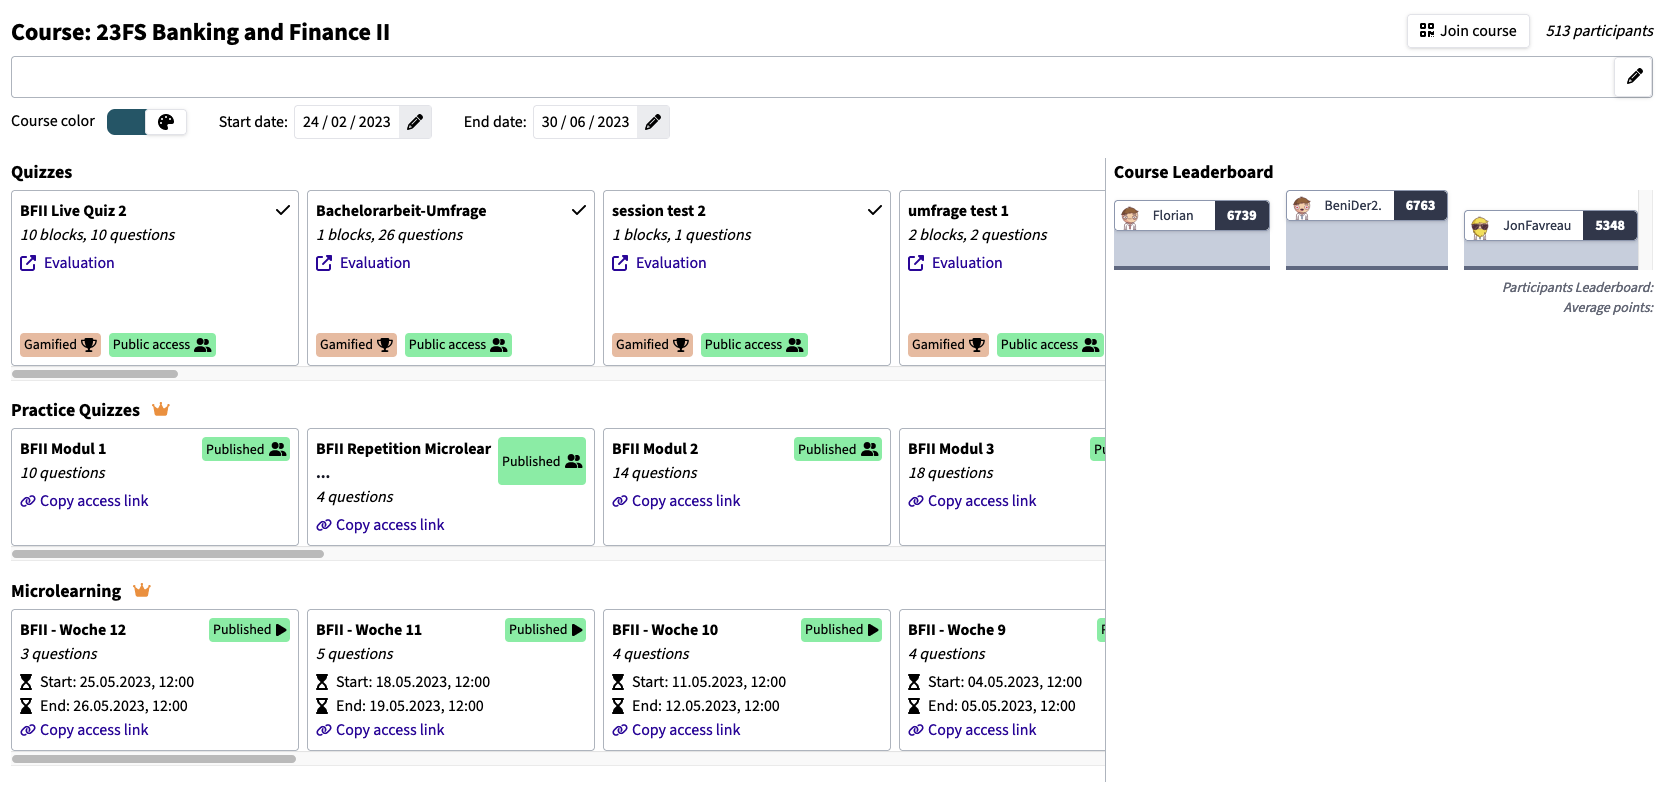 Course: 23FS Banking and Finance II
Join course
513 participants
Course color
Start date: 24 / 02 / 2023
End date: 30 / 06 / 2023
Quizzes
BFII Live Quiz 2
10 blocks, 10 questions
Evaluation
Gamified
Public access
Bachelorarbeit-Umfrage
1 blocks, 26 questions
Evaluation
Gamified
Public access
session test 2
1 blocks, 1 questions
Evaluation
Gamified
Public access
umfrage test 1
2 blocks, 2 questions
Evaluation
Gamified
Public access
Practice Quizzes
BFII Modul 1
Published
10 questions
Copy access link
BFII Repetition Microlear
...
Published
4 questions
Copy access link
BFII Modul 2
Published
14 questions
Copy access link
BFII Modul 3
18 questions
Copy access link
Microlearning
BFII - Woche 12
Published
3 questions
Start: 25.05.2023, 12:00
End: 26.05.2023, 12:00
Copy access link
BFII - Woche 11
Published
5 questions
Start: 18.05.2023, 12:00
End: 19.05.2023, 12:00
Copy access link
BFII - Woche 10
Published
4 questions
Start: 11.05.2023, 12:00
End: 12.05.2023, 12:00
Copy access link
BFII - Woche 9
4 questions
Start: 04.05.2023, 12:00
End: 05.05.2023, 12:00
Copy access link
Course Leaderboard
Florian 6739
BeniDer2. 6763
JonFavreau 5348
Participants Leaderboard:
Average points: